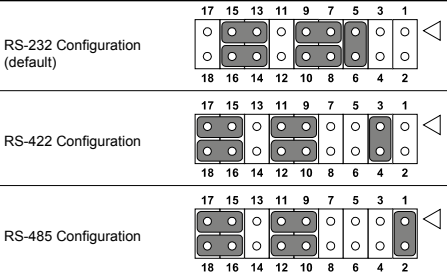 17 15 13 11 9 7 5 3 1
RS-232 Configuration
(default)
18 16 14 12 10 8 6 4 2
17 15 13 11 9 7 5 3 1
RS-422 Configuration
18 16 14 12 10 8 6 4 2
17 15 13 11 9 7 5 3 1
RS-485 Configuration
18 16 14 12 10 8 6 4 2